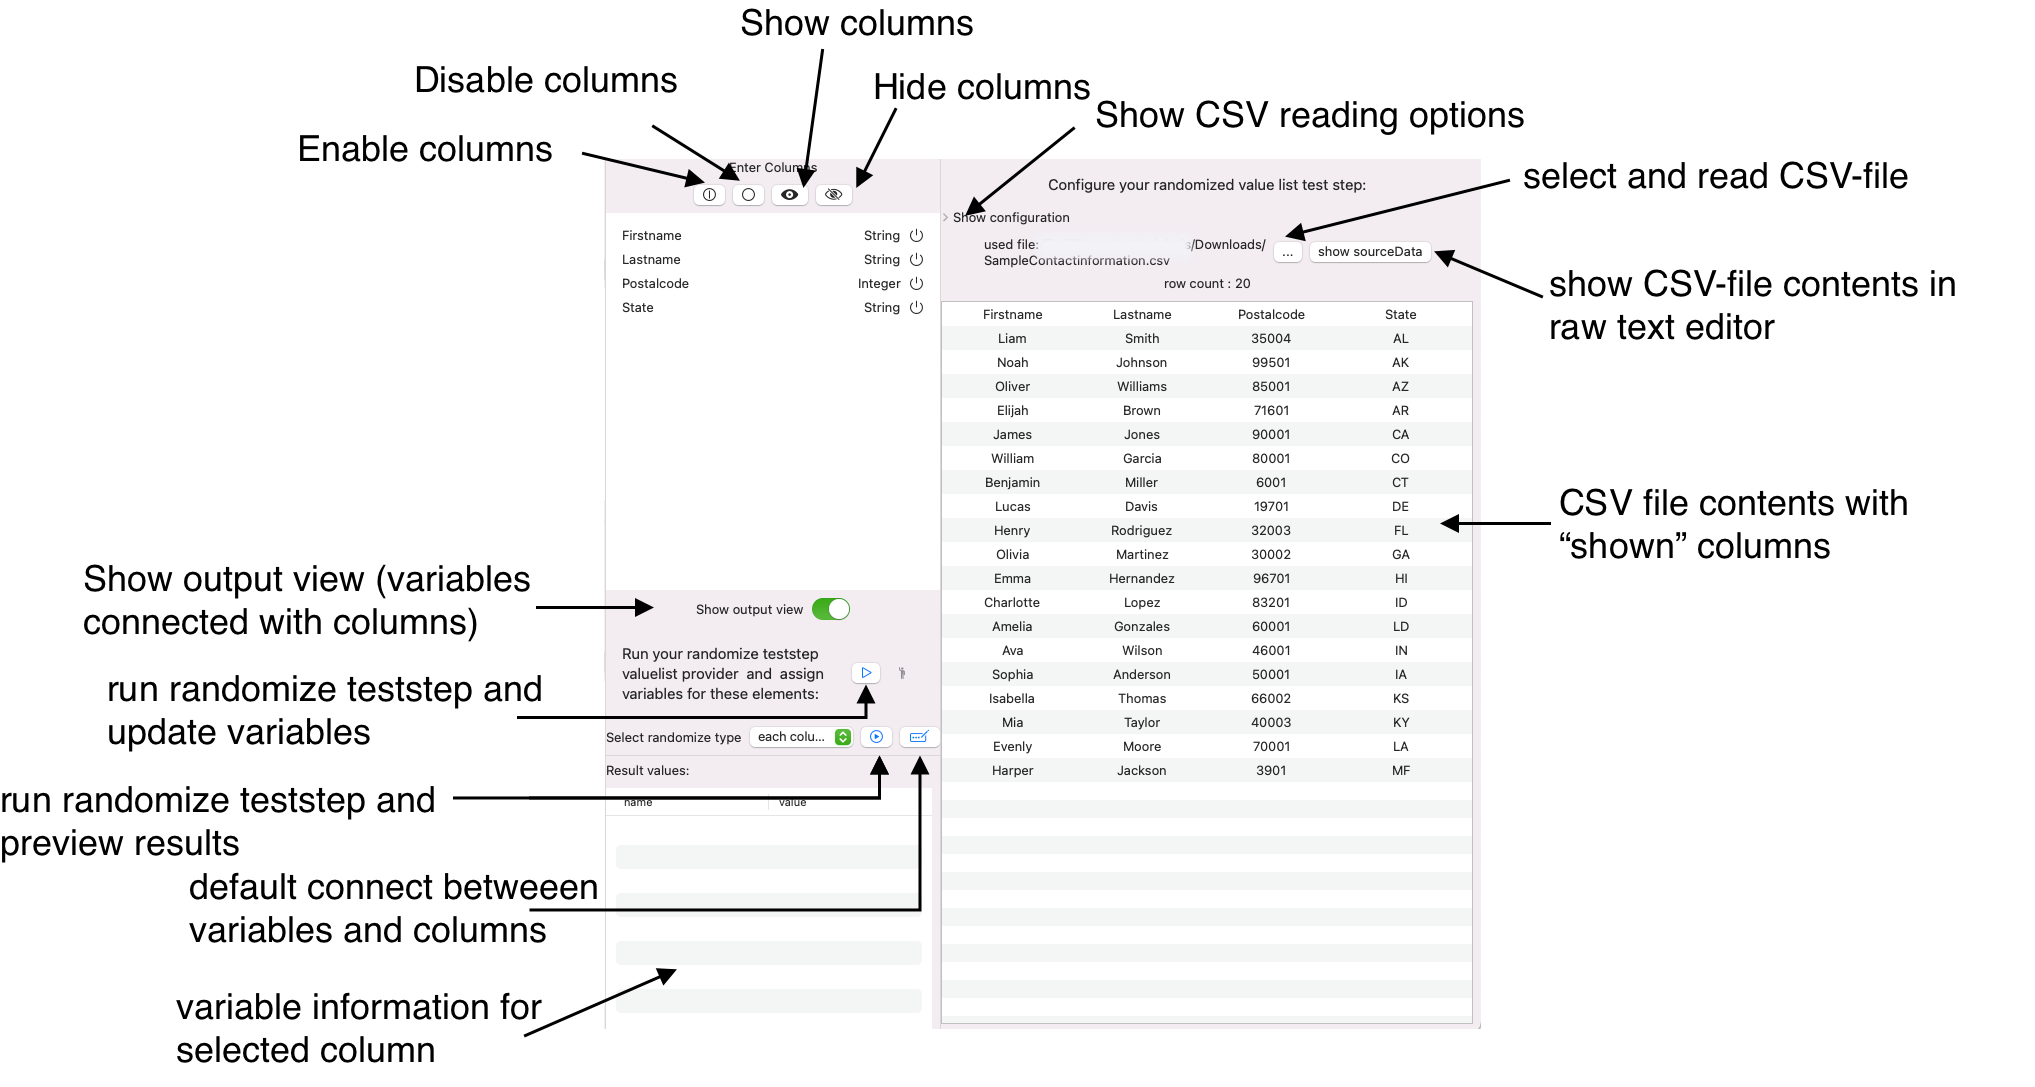 Show columns
Disable columns
Hide columns
Show CSV reading options
Enable columns
Enter Columns
select and read CSV-file
Configure your randomized value list test step:
Show configuration
used file: s/Downloads/
SampleContactInformation.csv
... show sourceData
row count : 20
show CSV-file contents in
raw text editor
Firstname String
Lastname String
Postalcode Integer
State String
Firstname Lastname Postalcode State
Liam Smith 35004 AL
Noah Johnson 99501 AK
Oliver Williams 85001 AZ
Elijah Brown 71601 AR
James Jones 90001 CA
William Garcia 80001 CO
Benjamin Miller 6001 CT
Lucas Davis 19701 DE
Henry Rodriguez 32003 FL
Olivia Martinez 30002 GA
Emma Hernandez 96701 HI
Charlotte Lopez 83201 ID
Amelia Gonzales 60001 LD
Ava Wilson 46001 IN
Sophia Anderson 50001 IA
Isabella Thomas 66002 KS
Mia Taylor 40003 KY
Evenly Moore 70001 LA
Harper Jackson 3901 MF
CSV file contents with
“shown” columns
Show output view (variables
connected with columns)
Show output view
Run your randomize teststep
valuelist provider and assign
variables for these elements:
run randomize teststep and
update variables
Select randomize type each colu...
Result values:
run randomize teststep and
preview results
name value
default connect betweeen
variables and columns
variable information for
selected column